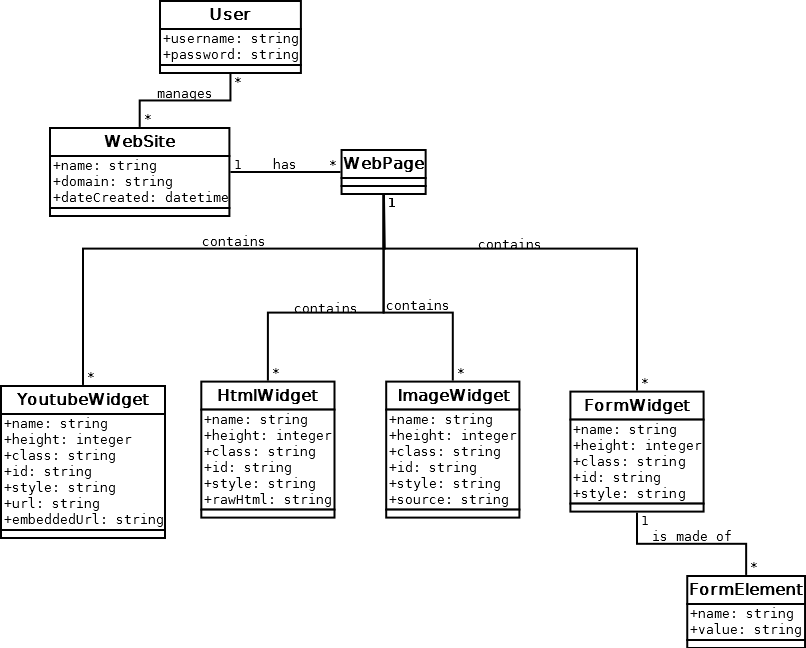 User
+username: string
+password: string
*
manages
*
WebSite
+name: string
+domain: string
+dateCreated: datetime
1 has *
WebPage
1
contains
contains
contains
contains
*
YoutubeWidget
+name: string
+height: integer
+class: string
+id: string
+style: string
+url: string
+embeddedUrl: string
*
HtmlWidget
+name: string
+height: integer
+class: string
+id: string
+style: string
+rawHtml: string
*
ImageWidget
+name: string
+height: integer
+class: string
+id: string
+style: string
+source: string
*
FormWidget
+name: string
+height: integer
+class: string
+id: string
+style: string
1
is made of
*
FormElement
+name: string
+value: string